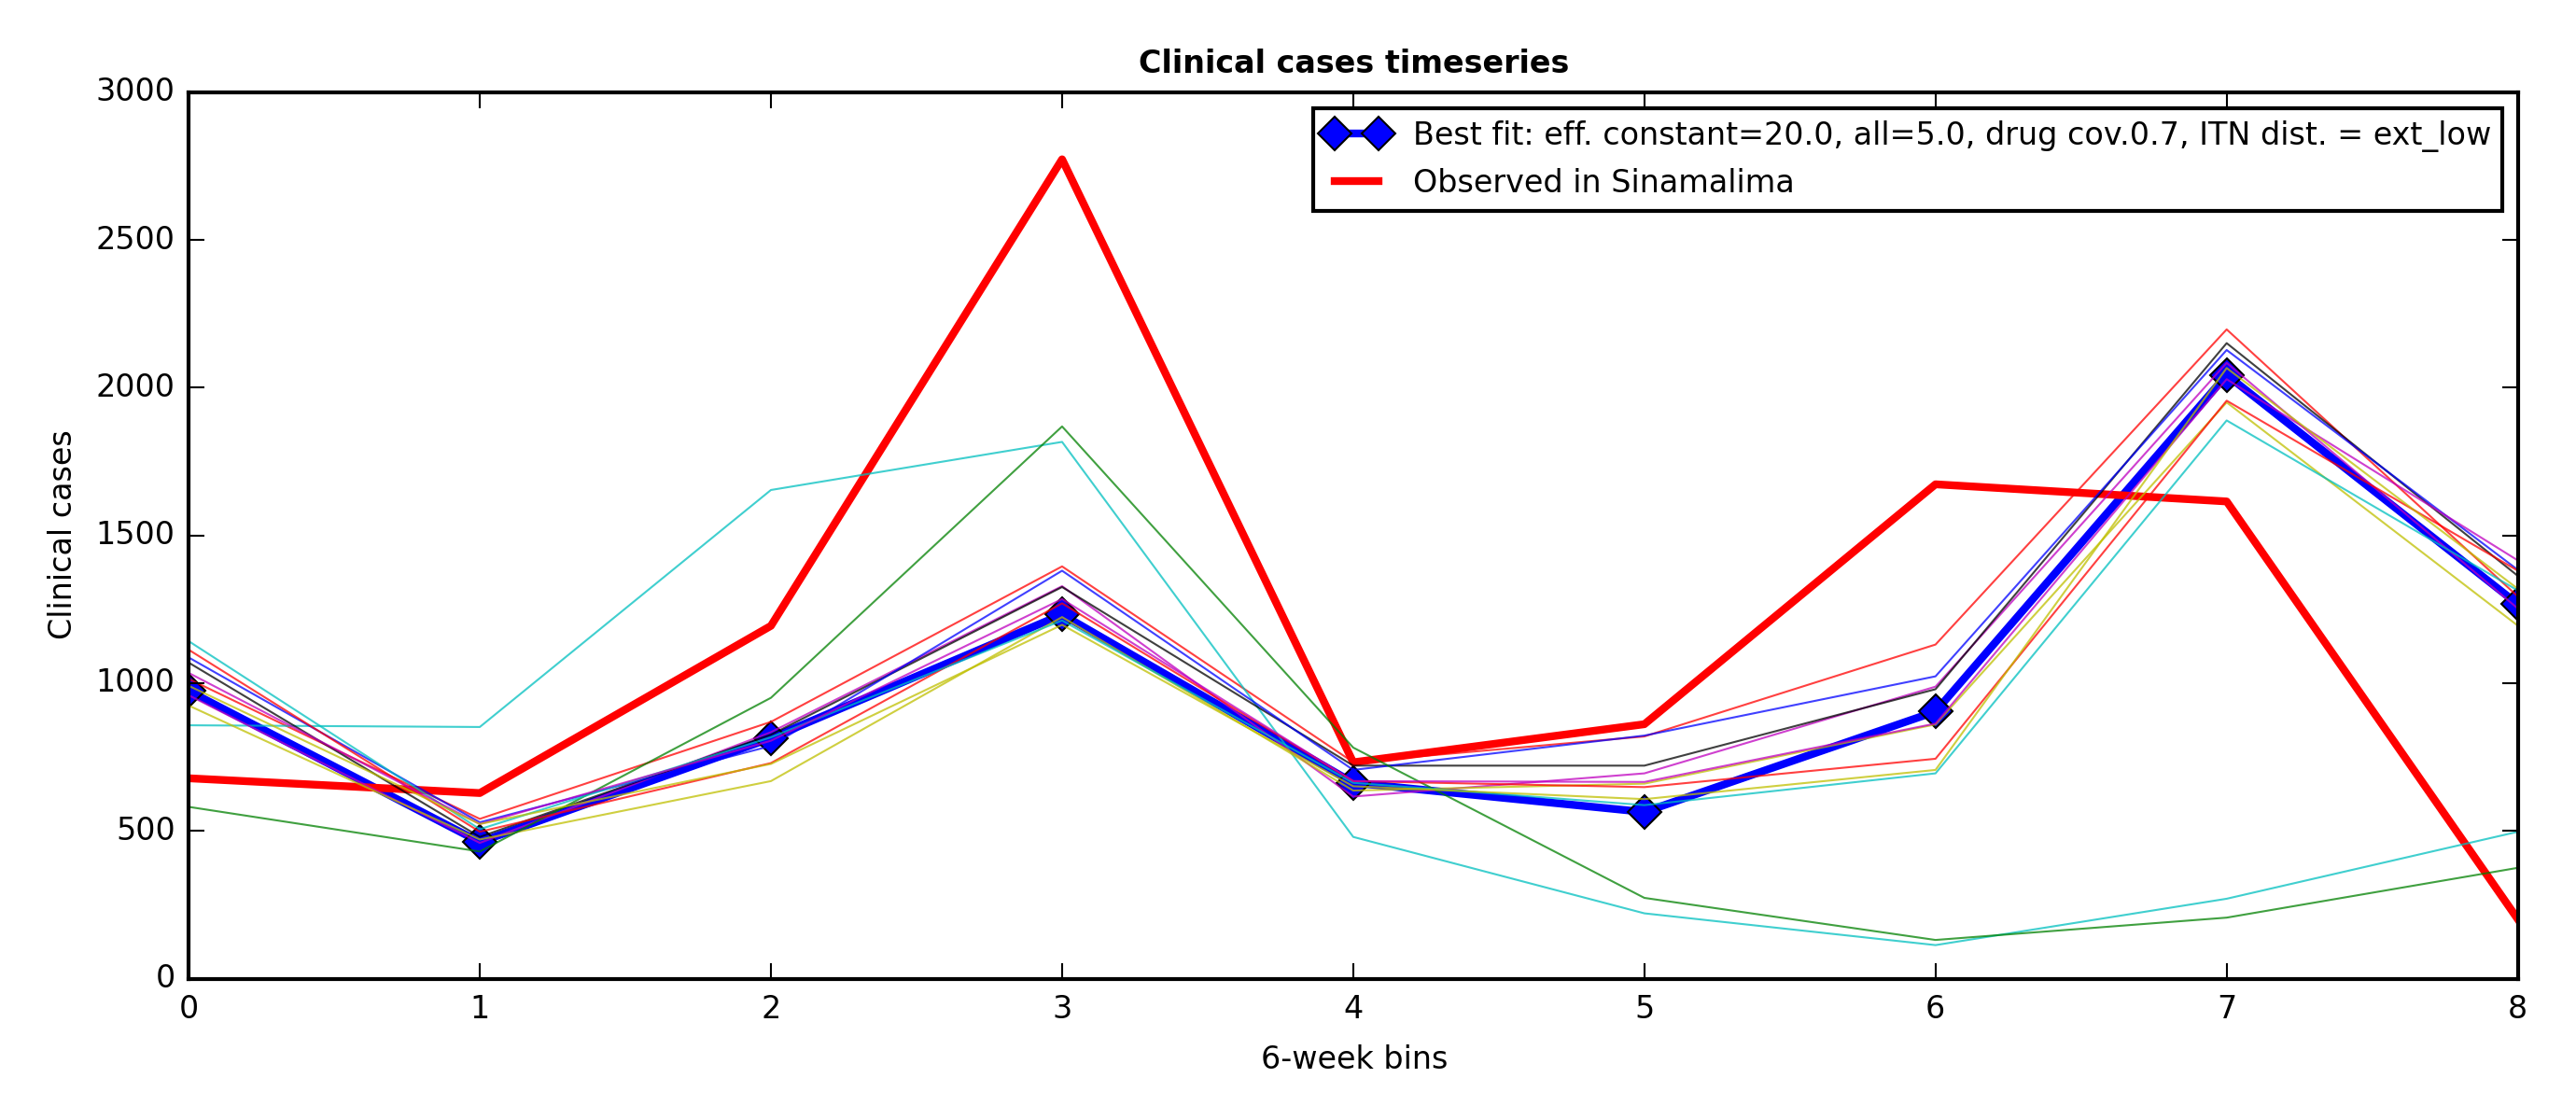 Clinical cases timeseries
3000
2500
2000
1500
1000
500
0
Clinical cases
Best fit: eff. constant=20.0, all=5.0, drug cov.0.7, ITN dist. = ext_low
Observed in Sinamalima
0 1 2 3 4 5 6 7 8
6-week bins